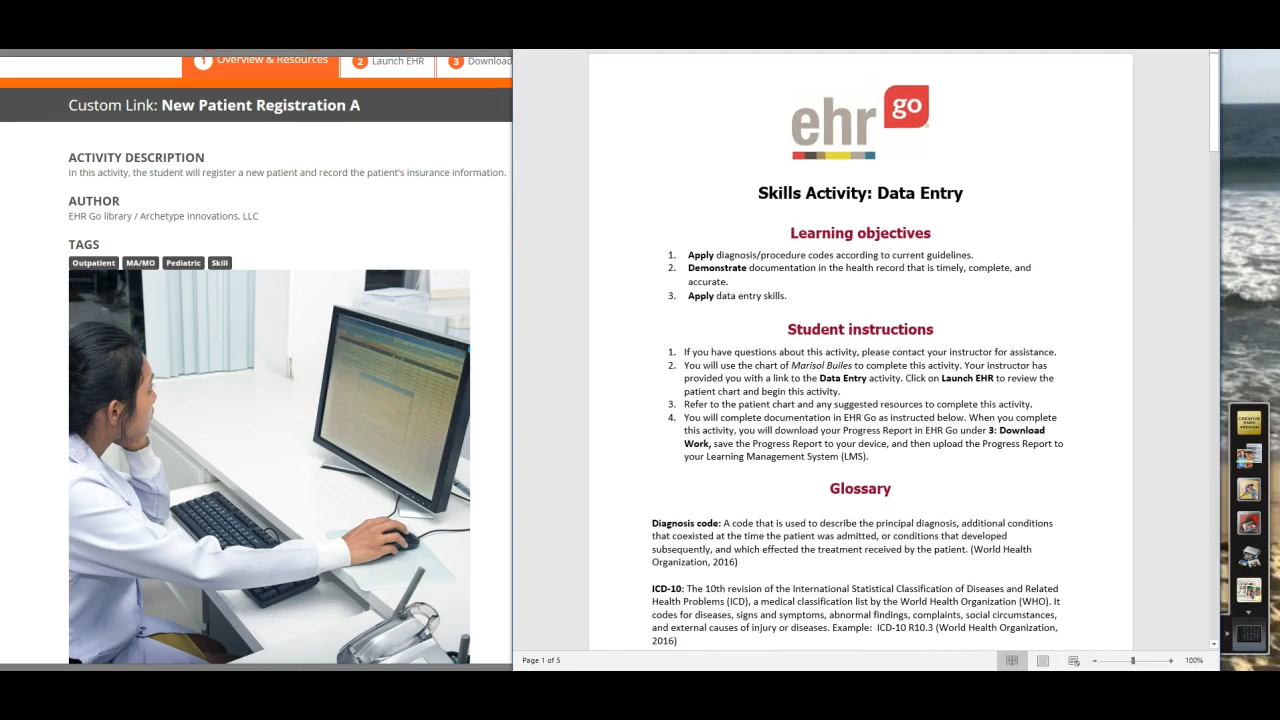 1 Overview & Resources
2 Launch EHR
3 Download
Custom Link: New Patient Registration A
ACTIVITY DESCRIPTION
In this activity, the student will register a new patient and record the patient's insurance information.
AUTHOR
EHR Go library / Archetype Innovations, LLC
TAGS
Outpatient MA/MO Pediatric Skill
ehr go
Skills Activity: Data Entry
Learning objectives
1. Apply diagnosis/procedure codes according to current guidelines.
2. Demonstrate documentation in the health record that is timely, complete, and
accurate.
3. Apply data entry skills.
Student instructions
1. If you have questions about this activity, please contact your instructor for assistance.
2. You will use the chart of Marisol Builes to complete this activity. Your instructor has
provided you with a link to the Data Entry activity. Click on Launch EHR to review the
patient chart and begin this activity.
3. Refer to the patient chart and any suggested resources to complete this activity.
4. You will complete documentation in EHR Go as instructed below. When you complete
this activity, you will download your Progress Report in EHR Go under 3: Download
Work, save the Progress Report to your device, and then upload the Progress Report to
your Learning Management System (LMS).
Glossary
Diagnosis code: A code that is used to describe the principal diagnosis, additional conditions
that coexisted at the time the patient was admitted, or conditions that developed
subsequently, and which effected the treatment received by the patient. (World Health
Organization, 2016)
ICD-10: The 10th revision of the International Statistical Classification of Diseases and Related
Health Problems (ICD), a medical classification list by the World Health Organization (WHO). It
codes for diseases, signs and symptoms, abnormal findings, complaints, social circumstances,
and external causes of injury or diseases. Example: ICD-10 R10.3 (World Health Organization,
2016)
Page 1 of 5
100%